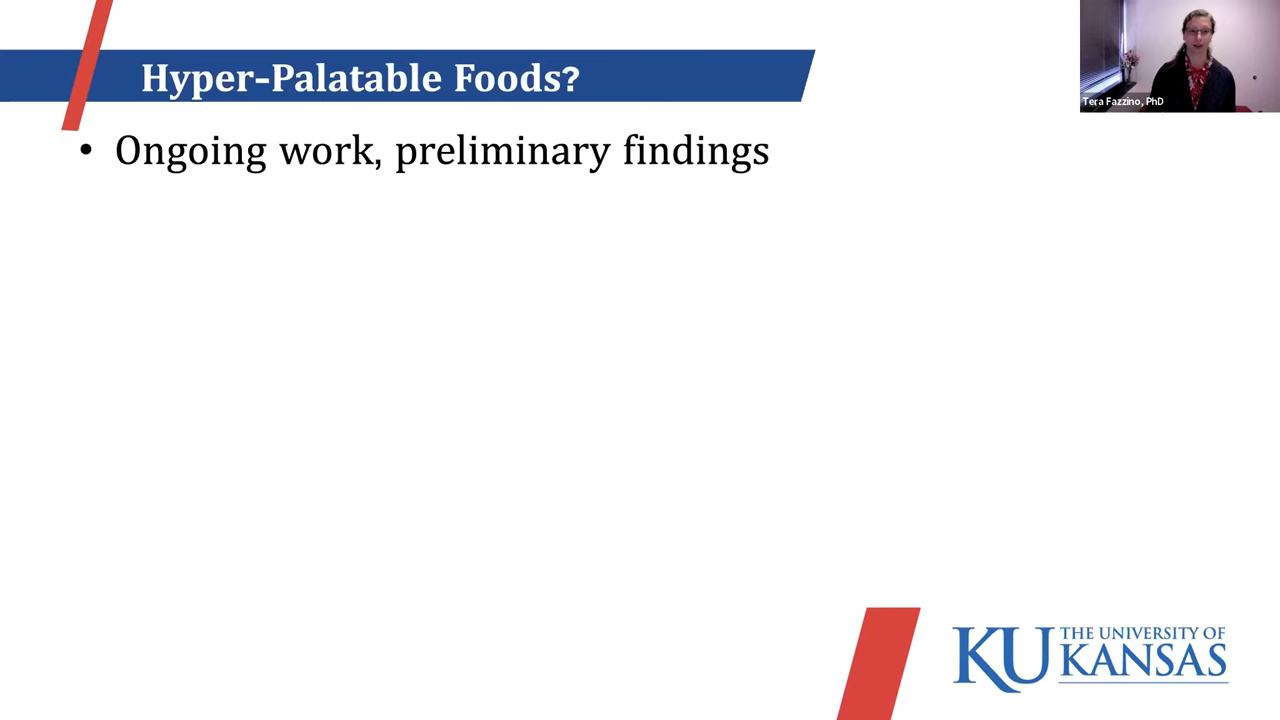 Hyper-Palatable Foods?
Tera Fazzino, PhD
• Ongoing work, preliminary findings
KU THE UNIVERSITY OF
KANSAS